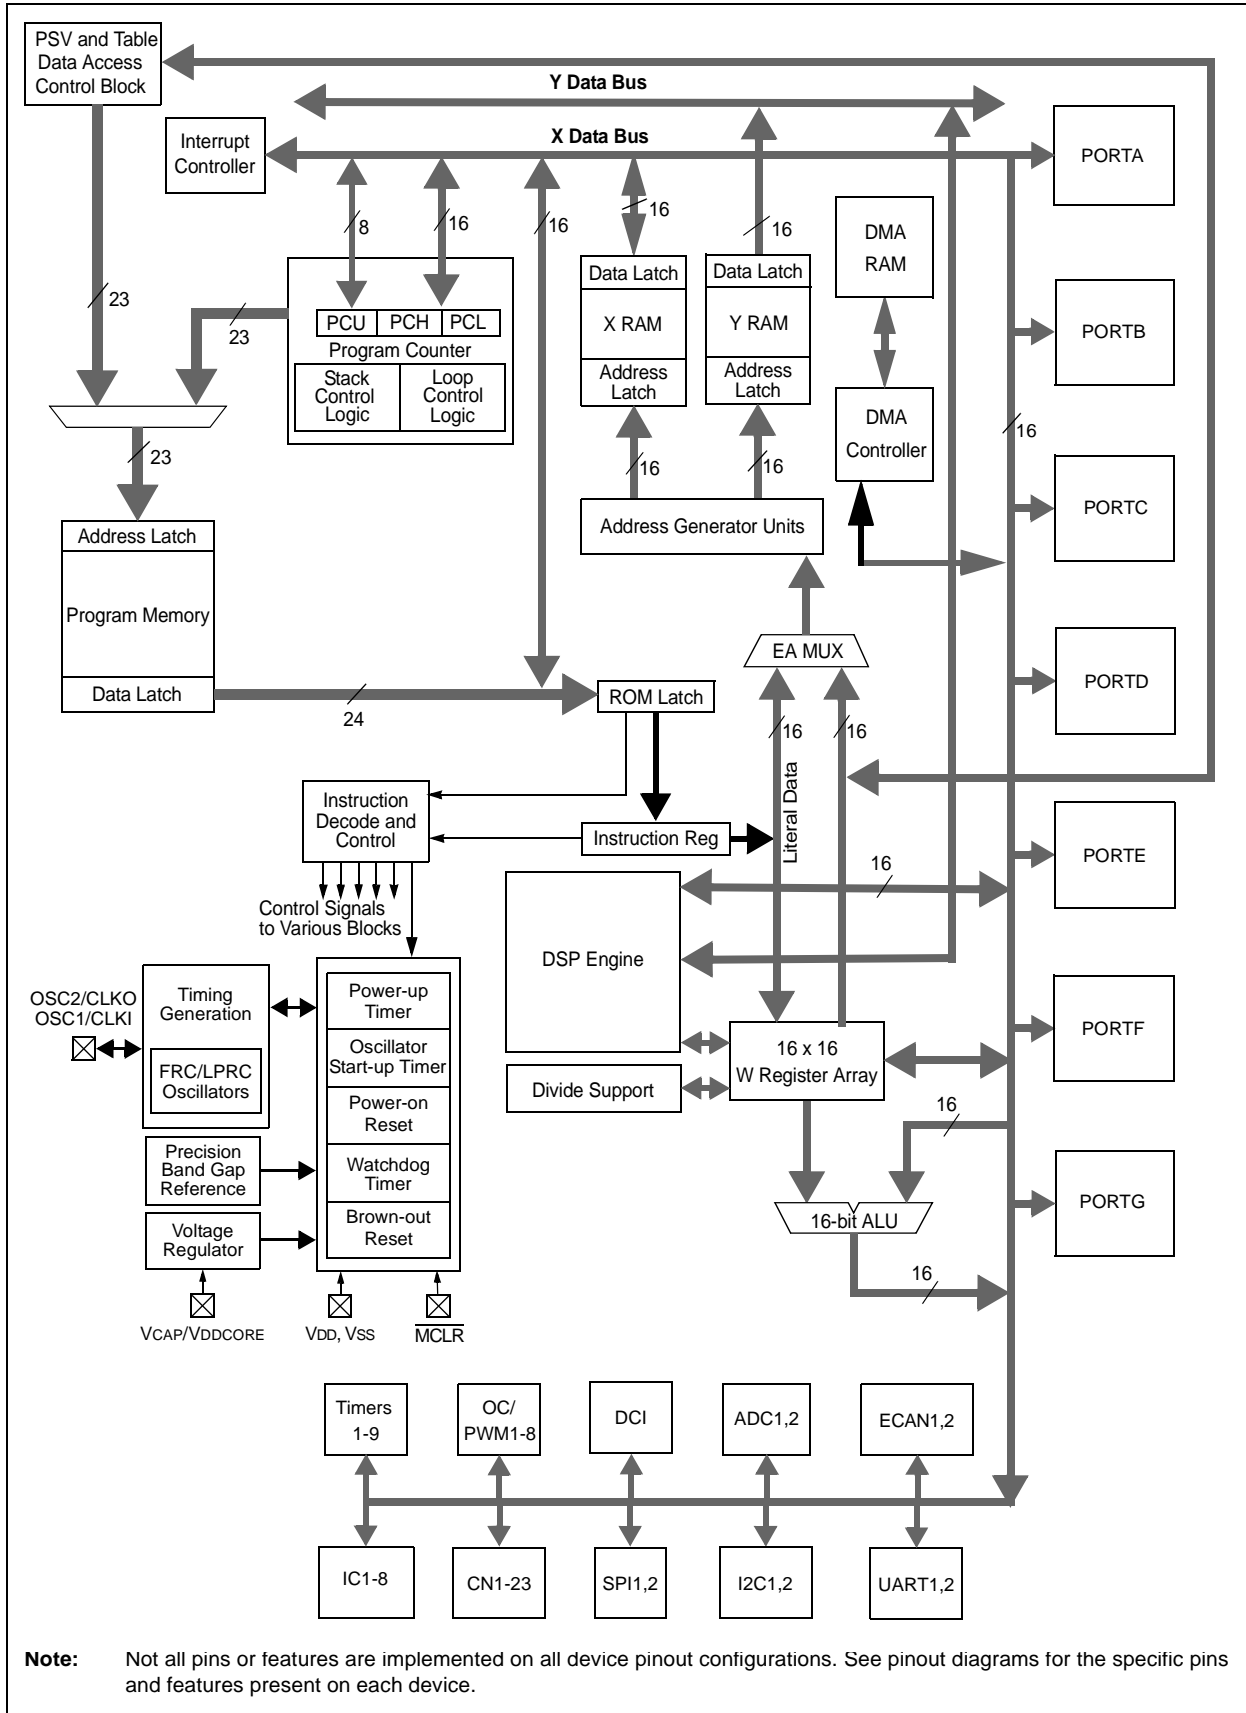 PSV and Table
Data Access
Control Block
Y Data Bus
X Data Bus
Interrupt
Controller
PORTA
8
16
16
16
16
DMA
RAM
Data Latch
Data Latch
23
23
PCU
PCH
PCL
X RAM
Y RAM
PORTB
Program Counter
Stack
Control
Logic
Loop
Control
Logic
Address
Latch
Address
Latch
DMA
Controller
16
23
16
16
PORTC
Address Latch
Address Generator Units
Program Memory
EA MUX
PORTD
Data Latch
24
ROM Latch
16
16
Literal Data
Instruction
Decode and
Control
Instruction Reg
PORTE
16
Control Signals
to Various Blocks
DSP Engine
OSC2/CLKO
OSC1/CLKI
Timing
Generation
Power-up
Timer
PORTF
FRC/LPRC
Oscillators
Oscillator
Start-up Timer
16 x 16
W Register Array
Divide Support
Power-on
Reset
16
Precision
Band Gap
Reference
Watchdog
Timer
PORTG
Voltage
Regulator
Brown-out
Reset
16-bit ALU
16
VCAP/VDDCORE
VDD, VSS
MCLR
Timers
1-9
OC/
PWM1-8
DCI
ADC1,2
ECAN1,2
IC1-8
CN1-23
SPI1,2
I2C1,2
UART1,2
Note: Not all pins or features are implemented on all device pinout configurations. See pinout diagrams for the specific pins
and features present on each device.